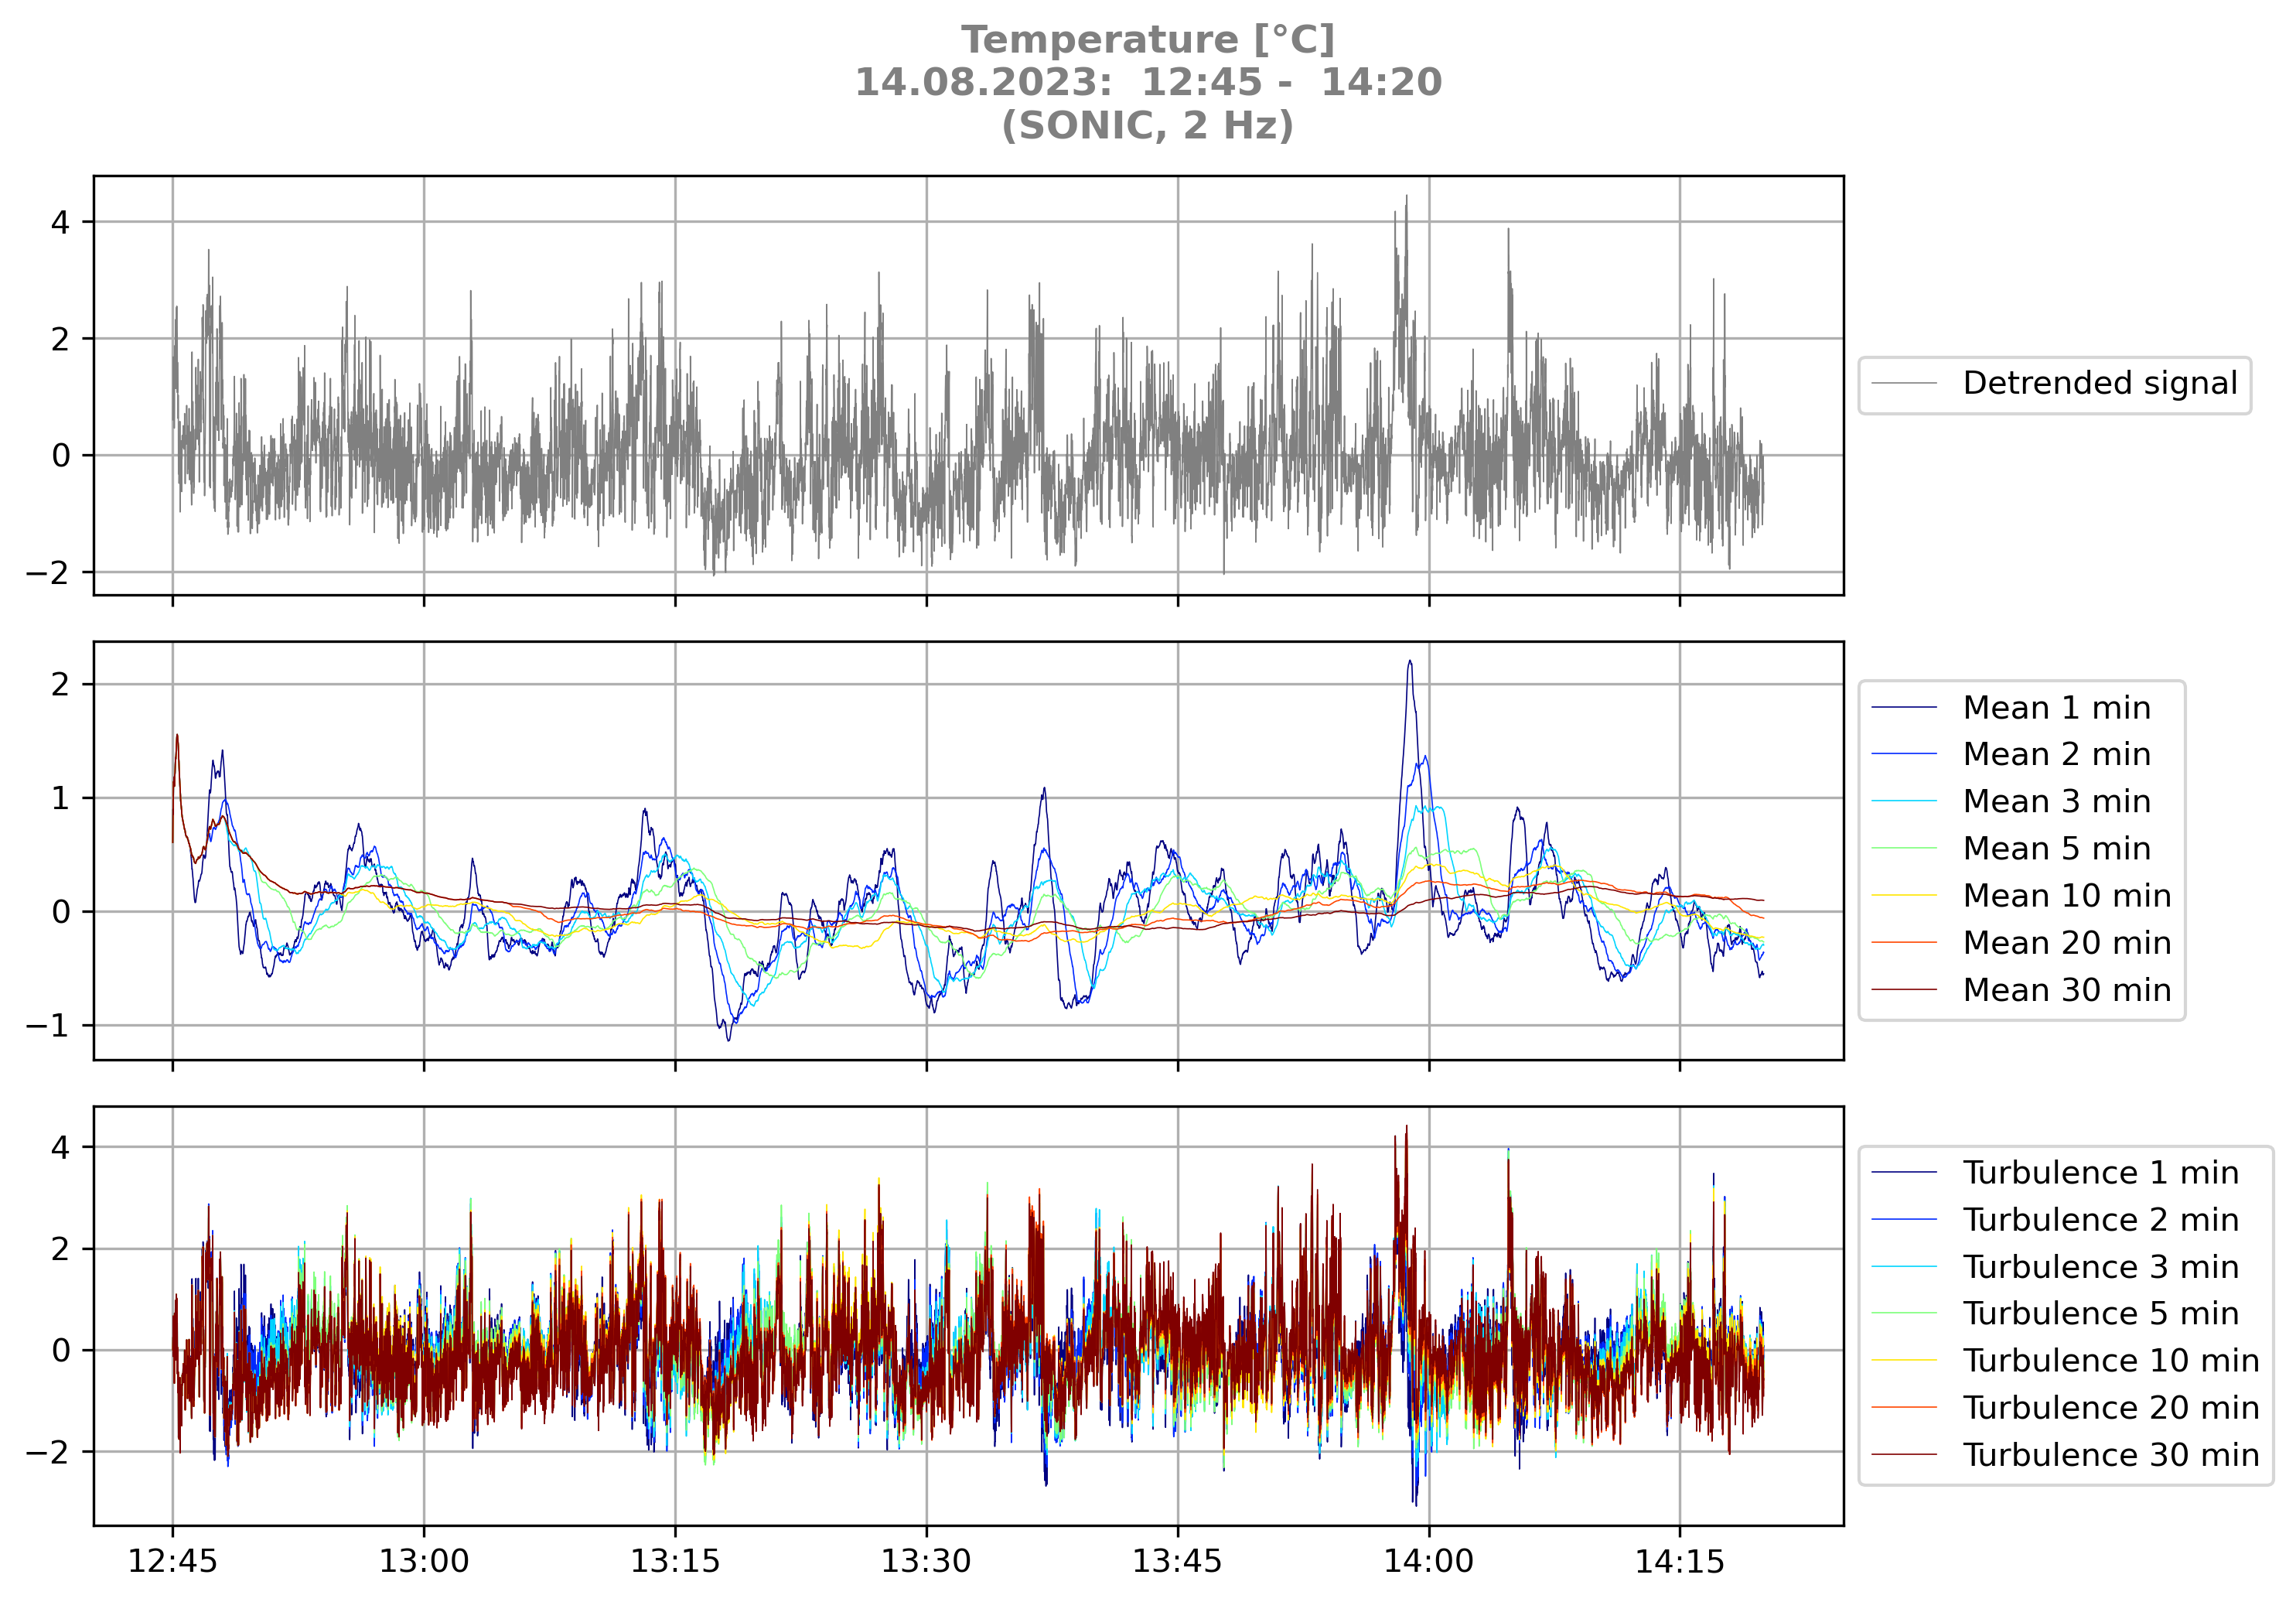 Temperature [°C]
14.08.2023:  12:45 -  14:20
(SONIC, 2 Hz)
4
2
0
−2
Detrended signal
2
1
0
−1
Mean 1 min
Mean 2 min
Mean 3 min
Mean 5 min
Mean 10 min
Mean 20 min
Mean 30 min
4
2
0
−2
Turbulence 1 min
Turbulence 2 min
Turbulence 3 min
Turbulence 5 min
Turbulence 10 min
Turbulence 20 min
Turbulence 30 min
12:45 13:00 13:15 13:30 13:45 14:00 14:15